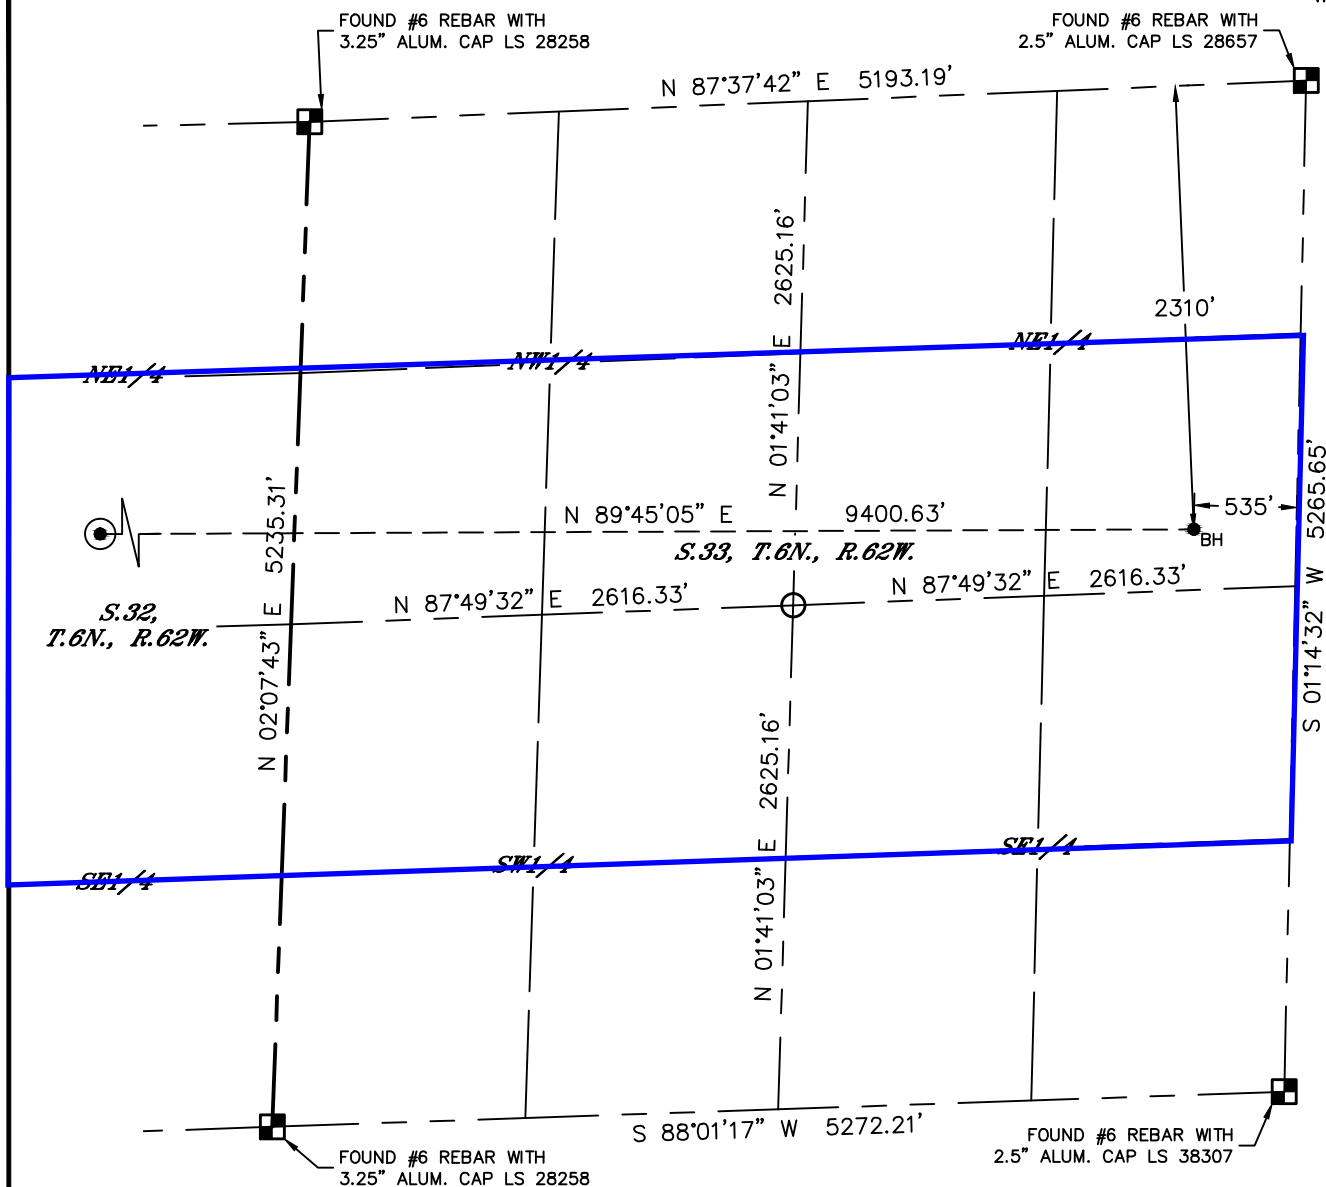 FOUND #6 REBAR WITH
3.25" ALUM. CAP LS 28258
FOUND #6 REBAR WITH
2.5" ALUM. CAP LS 28657
N 87°37'42" E 5193.19'
N 01°41'03" E 2625.16'
2310'
NE1/4
NW1/4
NE1/4
N 02°07'43" E 5235.31'
N 89°45'05" E 9400.63'
535'
BH
S.33, T.6N., R.62W.
S 01°14'32" W 5265.65'
N 87°49'32" E 2616.33'
N 87°49'32" E 2616.33'
S.32,
T.6N., R.62W.
N 01°41'03" E 2625.16'
SE1/4
SW1/4
SE1/4
S 88°01'17" W 5272.21'
FOUND #6 REBAR WITH
3.25" ALUM. CAP LS 28258
FOUND #6 REBAR WITH
2.5" ALUM. CAP LS 38307